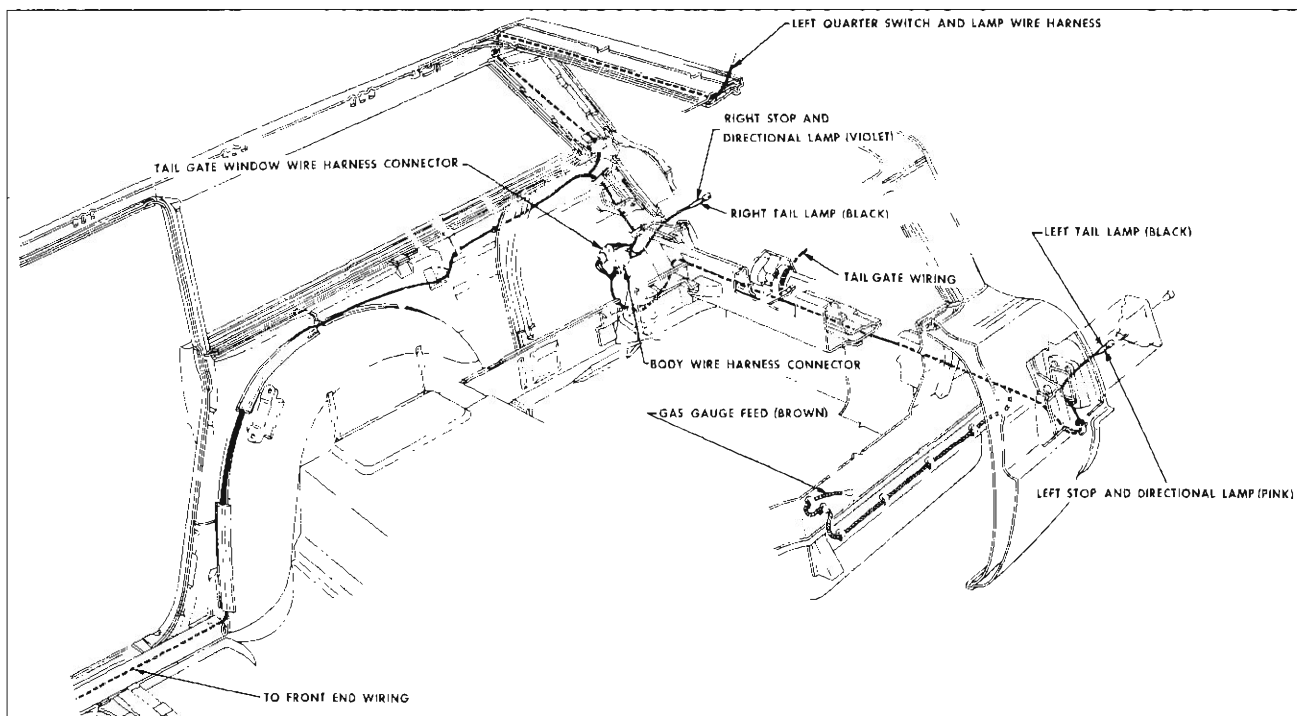 LEFT QUARTER SWITCH AND LAMP WIRE HARNESS
RIGHT STOP AND
DIRECTIONAL LAMP (VIOLET)
TAIL GATE WINDOW WIRE HARNESS CONNECTOR
RIGHT TAIL LAMP (BLACK)
LEFT TAIL LAMP (BLACK)
TAIL GATE WIRING
BODY WIRE HARNESS CONNECTOR
GAS GAUGE FEED (BROWN)
LEFT STOP AND DIRECTIONAL LAMP (PINK)
TO FRONT END WIRING